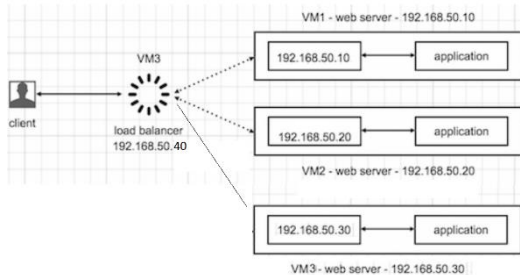 VM1 - web server - 192.168.50.10
192.168.50.10
application
VM3
client
load balancer
192.168.50.40
192.168.50.20
application
VM2 - web server - 192.168.50.20
192.168.50.30
application
VM3 - web server - 192.168.50.30